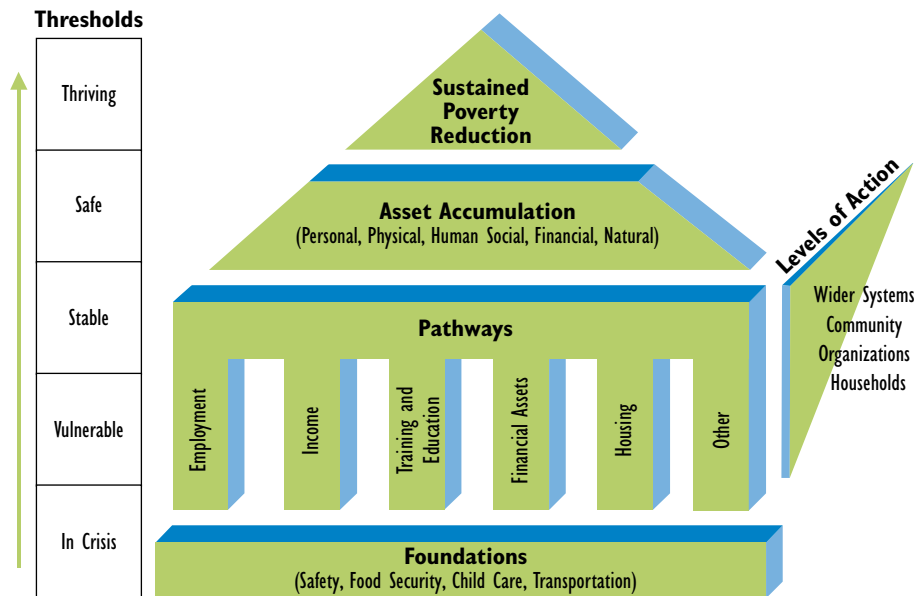 Thresholds
Thriving
Safe
Stable
Vulnerable
In Crisis
Sustained
Poverty
Reduction
Asset Accumulation
(Personal, Physical, Human Social, Financial, Natural)
Pathways
Employment
Income
Training and
Education
Financial Assets
Housing
Other
Foundations
(Safety, Food Security, Child Care, Transportation)
Levels of Action
Wider Systems
Community
Organizations
Households